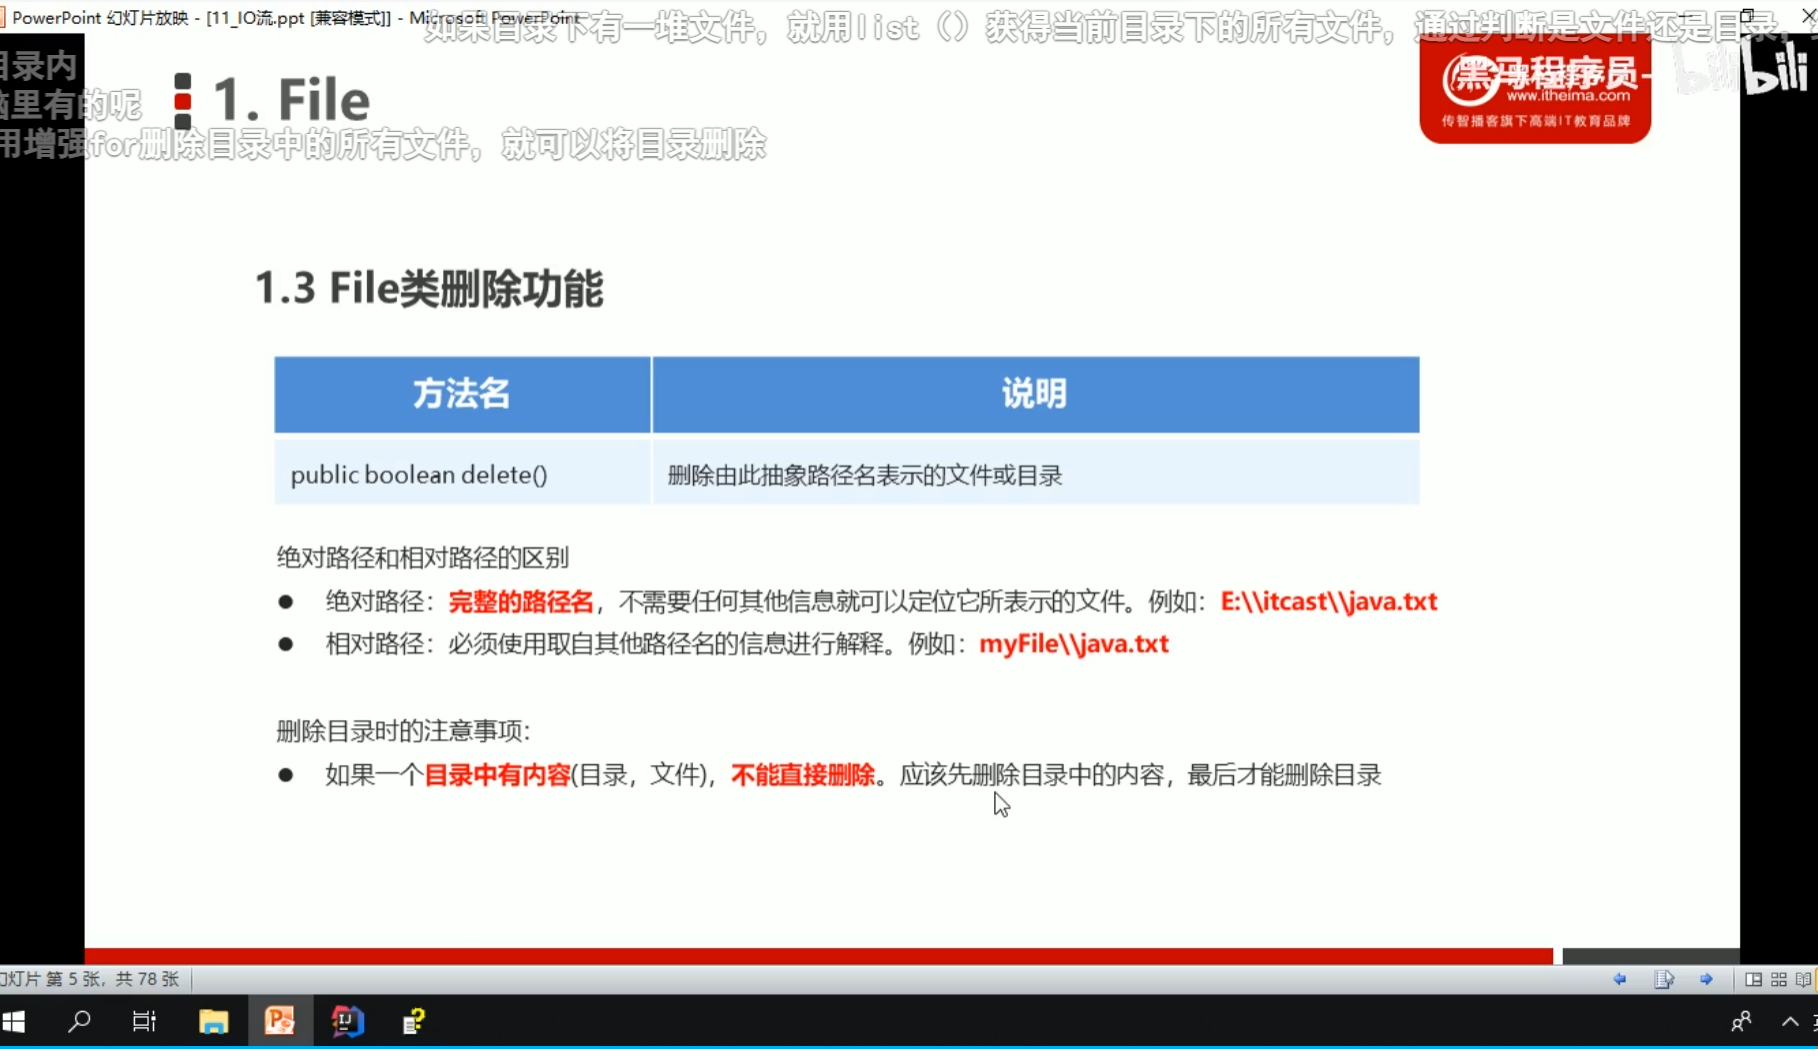 PowerPoint 幻灯片放映 - [11_IO流.ppt [兼容模式]] - Microsoft PowerPoint
如果目录下有一堆文件，就用list（）获得当前目录下的所有文件，通过判断是文件还是目录，
目录内
脑里有的呢
用增强for删除目录中的所有文件，就可以将目录删除
黑马程序员-
www.itheima.com
传智播客旗下高端IT教育品牌
bilibili
1. File
1.3 File类删除功能
方法名 说明
public boolean delete() 删除由此抽象路径名表示的文件或目录
绝对路径和相对路径的区别
● 绝对路径：完整的路径名，不需要任何其他信息就可以定位它所表示的文件。例如：E:\\itcast\\java.txt
● 相对路径：必须使用取自其他路径名的信息进行解释。例如：myFile\\java.txt
删除目录时的注意事项：
● 如果一个目录中有内容(目录，文件)，不能直接删除。应该先删除目录中的内容，最后才能删除目录
幻灯片 第 5 张，共 78 张